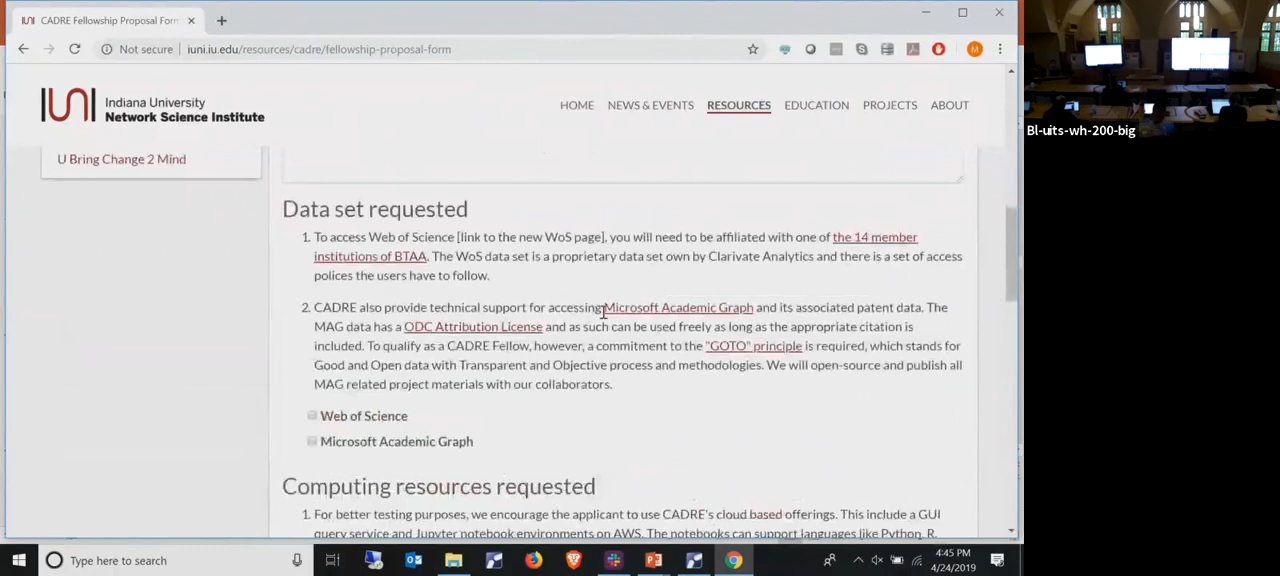 CADRE Fellowship Proposal Form
Not secure iuni.iu.edu/resources/cadre/fellowship-proposal-form
M
Indiana University
Network Science Institute
HOME NEWS & EVENTS RESOURCES EDUCATION PROJECTS ABOUT
Bl-uits-wh-200-big
U Bring Change 2 Mind
Data set requested
1. To access Web of Science [link to the new WoS page], you will need to be affiliated with one of the 14 member
institutions of BTAA. The WoS data set is a proprietary data set own by Clarivate Analytics and there is a set of access
polices the users have to follow.
2. CADRE also provide technical support for accessing Microsoft Academic Graph and its associated patent data. The
MAG data has a ODC Attribution License and as such can be used freely as long as the appropriate citation is
included. To qualify as a CADRE Fellow, however, a commitment to the "GOTO" principle is required, which stands for
Good and Open data with Transparent and Objective process and methodologies. We will open-source and publish all
MAG related project materials with our collaborators.
Web of Science
Microsoft Academic Graph
Computing resources requested
1. For better testing purposes, we encourage the applicant to use CADRE's cloud based offerings. This include a GUI
query service and Jupyter notebook environments on AWS. The notebooks can support languages like Python, R,
Type here to search
4:45 PM
4/24/2019